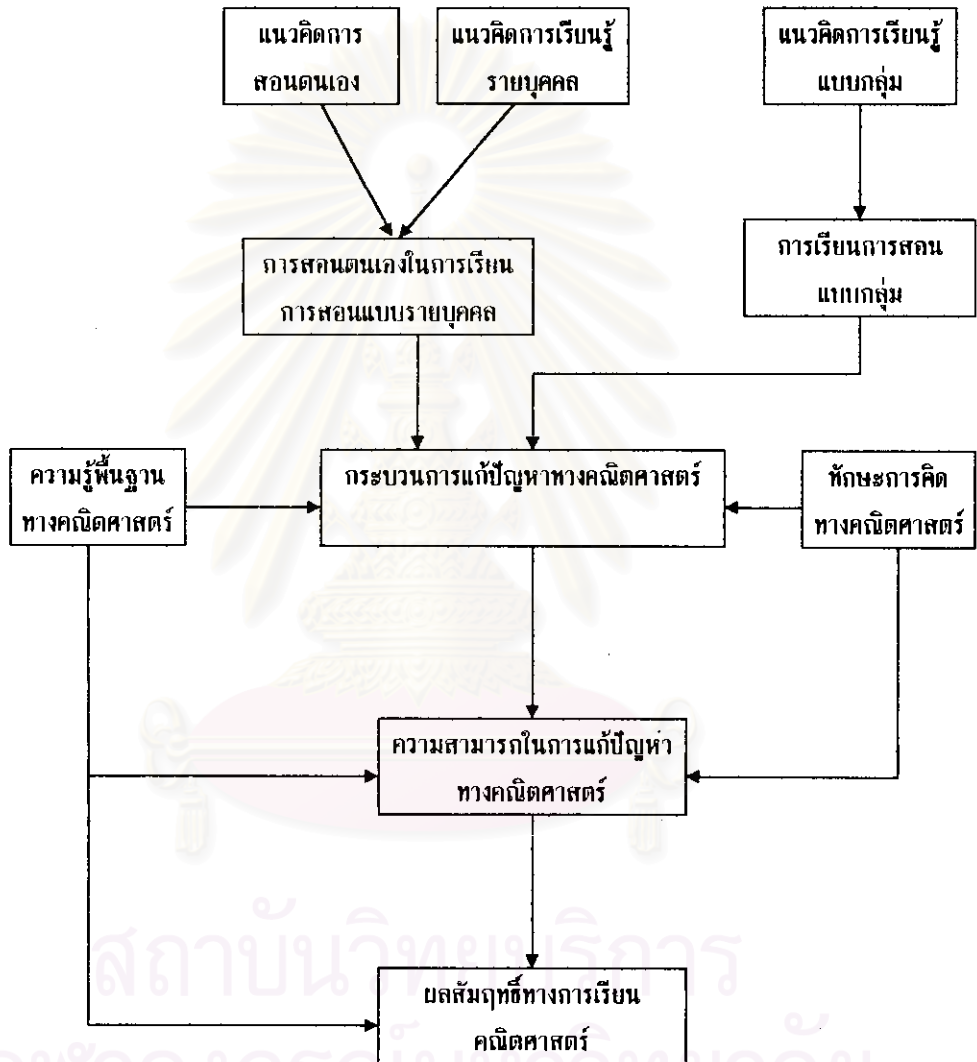 แนวคิดการ
สอนตนเอง
แนวคิดการเรียนรู้
รายบุคคล
แนวคิดการเรียนรู้
แบบกลุ่ม
การสอนตนเองในการเรียน
การสอนแบบรายบุคคล
การเรียนการสอน
แบบกลุ่ม
ความรู้พื้นฐาน
ทางคณิตศาสตร์
กระบวนการแก้ปัญหาทางคณิตศาสตร์
ทักษะการคิด
ทางคณิตศาสตร์
ความสามารถในการแก้ปัญหา
ทางคณิตศาสตร์
สถาบันวิทยบริการ
ผลสัมฤทธิ์ทางการเรียน
คณิตศาสตร์